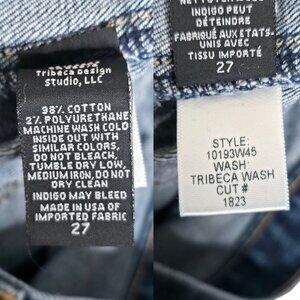 Tribeca Design
Studio, LLC
98% COTTON
2% POLYURETHANE
MACHINE WASH COLD
INSIDE OUT WITH
SIMILAR COLORS,
DO NOT BLEACH,
TUMBLE DRY LOW,
MEDIUM IRON, DO NOT
DRY CLEAN
INDIGO MAY BLEED
MADE IN USA OF
IMPORTED FABRIC
27
INDIGO PEUT
DÉTEINDRE
FABRIQUÉ AUX ETATS
UNIS AVEC UN
TISSU IMPORTÉ
27
STYLE:
10193W45
WASH:
TRIBECA WASH
CUT #
1823